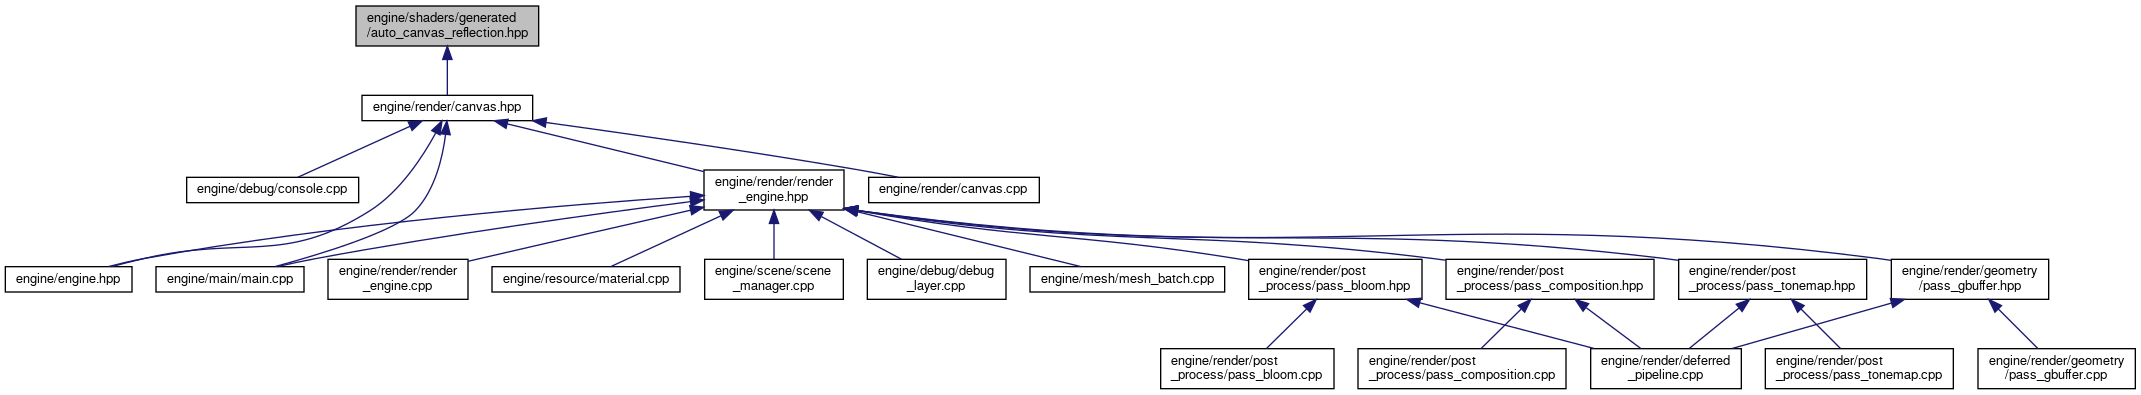 engine/shaders/generated
/auto_canvas_reflection.hpp
engine/render/canvas.hpp
engine/debug/console.cpp
engine/render/render
_engine.hpp
engine/render/canvas.cpp
engine/engine.hpp
engine/main/main.cpp
engine/render/render
_engine.cpp
engine/resource/material.cpp
engine/scene/scene
_manager.cpp
engine/debug/debug
_layer.cpp
engine/mesh/mesh_batch.cpp
engine/render/post
_process/pass_bloom.hpp
engine/render/post
_process/pass_composition.hpp
engine/render/post
_process/pass_tonemap.hpp
engine/render/geometry
/pass_gbuffer.hpp
engine/render/post
_process/pass_bloom.cpp
engine/render/post
_process/pass_composition.cpp
engine/render/deferred
_pipeline.cpp
engine/render/post
_process/pass_tonemap.cpp
engine/render/geometry
/pass_gbuffer.cpp